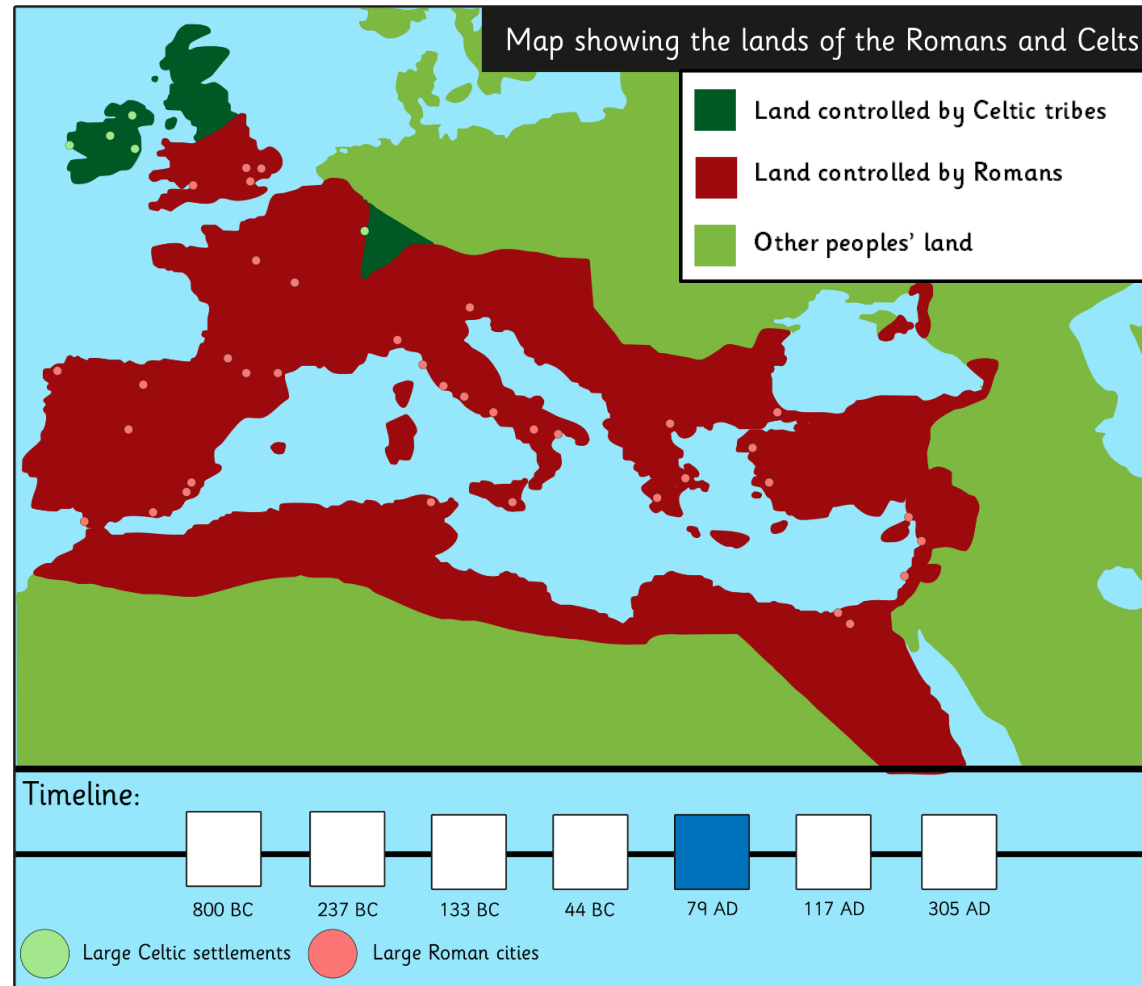 Map showing the lands of the Romans and Celts
Land controlled by Celtic tribes
Land controlled by Romans
Other peoples' land
Timeline:
800 BC
237 BC
133 BC
44 BC
79 AD
117 AD
305 AD
Large Celtic settlements
Large Roman cities